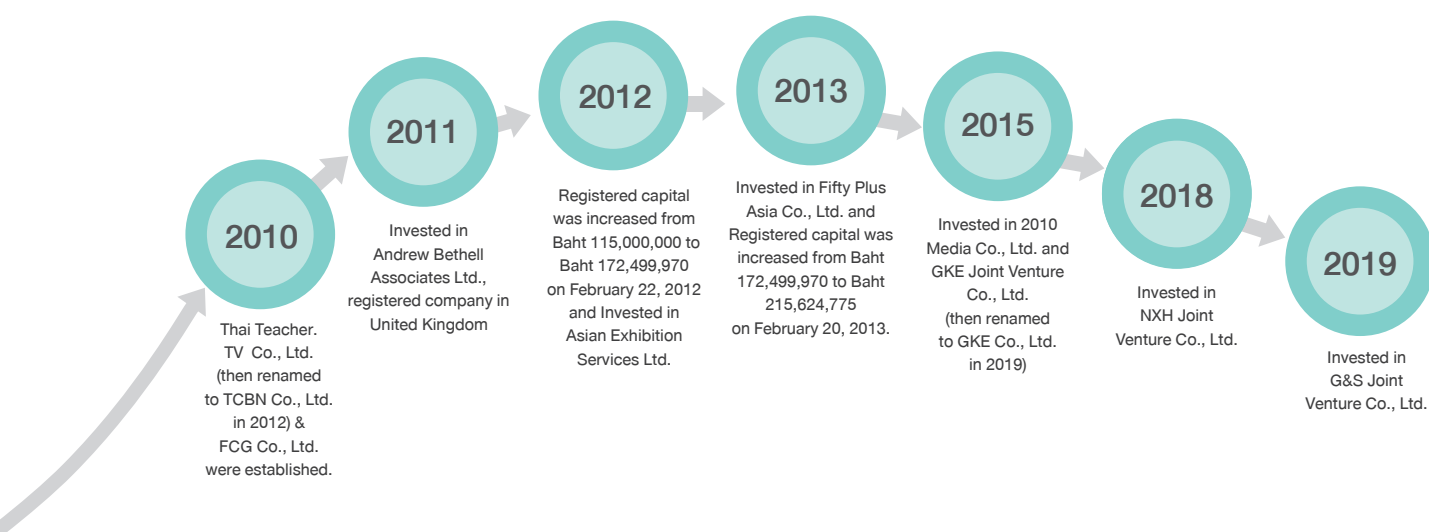 2010
Thai Teacher.
TV Co., Ltd.
(then renamed
to TCBN Co., Ltd.
in 2012) &
FCG Co., Ltd.
were established.
2011
Invested in
Andrew Bethell
Associates Ltd.,
registered company in
United Kingdom
2012
Registered capital
was increased from
Baht 115,000,000 to
Baht 172,499,970
on February 22, 2012
and Invested in
Asian Exhibition
Services Ltd.
2013
Invested in Fifty Plus
Asia Co., Ltd. and
Registered capital was
increased from Baht
172,499,970 to Baht
215,624,775
on February 20, 2013.
2015
Invested in 2010
Media Co., Ltd. and
GKE Joint Venture
Co., Ltd.
(then renamed
to GKE Co., Ltd.
in 2019)
2018
Invested in
NXH Joint
Venture Co., Ltd.
2019
Invested in
G&S Joint
Venture Co., Ltd.